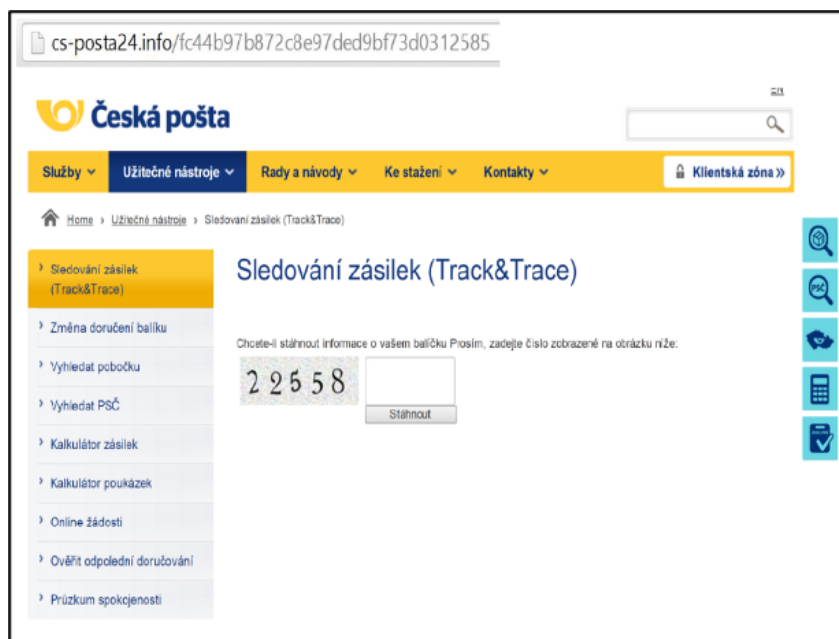 cs-posta24.info/fc44b97b872c8e97ded9bf73d0312585
Česká pošta
Služby
Užitečné nástroje
Rady a návody
Ke stažení
Kontakty
Klientská zóna »
Home › Užitečné nástroje › Sledovaní zásilek (Track&Trace)
› Sledování zásilek
(Track&Trace)
› Změna doručení balíku
› Vyhledat pobočku
› Vyhledat PSČ
› Kalkulátor zásilek
› Kalkulátor poukázek
› Online žádosti
› Ověřit odpolední doručování
› Průzkum spokojenosti
Sledování zásilek (Track&Trace)
Chcete-li stáhnout informace o vašem balíčku Prosím, zadejte číslo zobrazené na obrázku níže:
22558
Stáhnout
PSČ